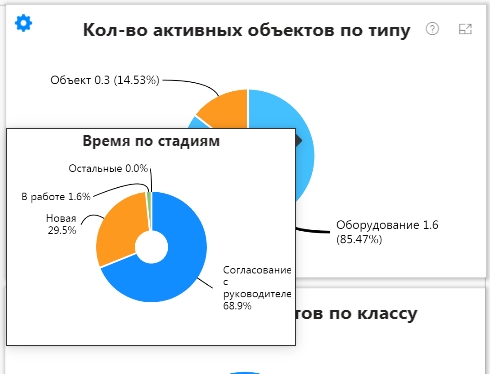 Кол-во активных объектов по типу
Объект 0.3 (14.53%)
Оборудование 1.6
(85.47%)
Время по стадиям
Остальные 0.0%
В работе 1.6%
Новая
29.5%
Согласование
с
руководителе
68.9%
тов по классу